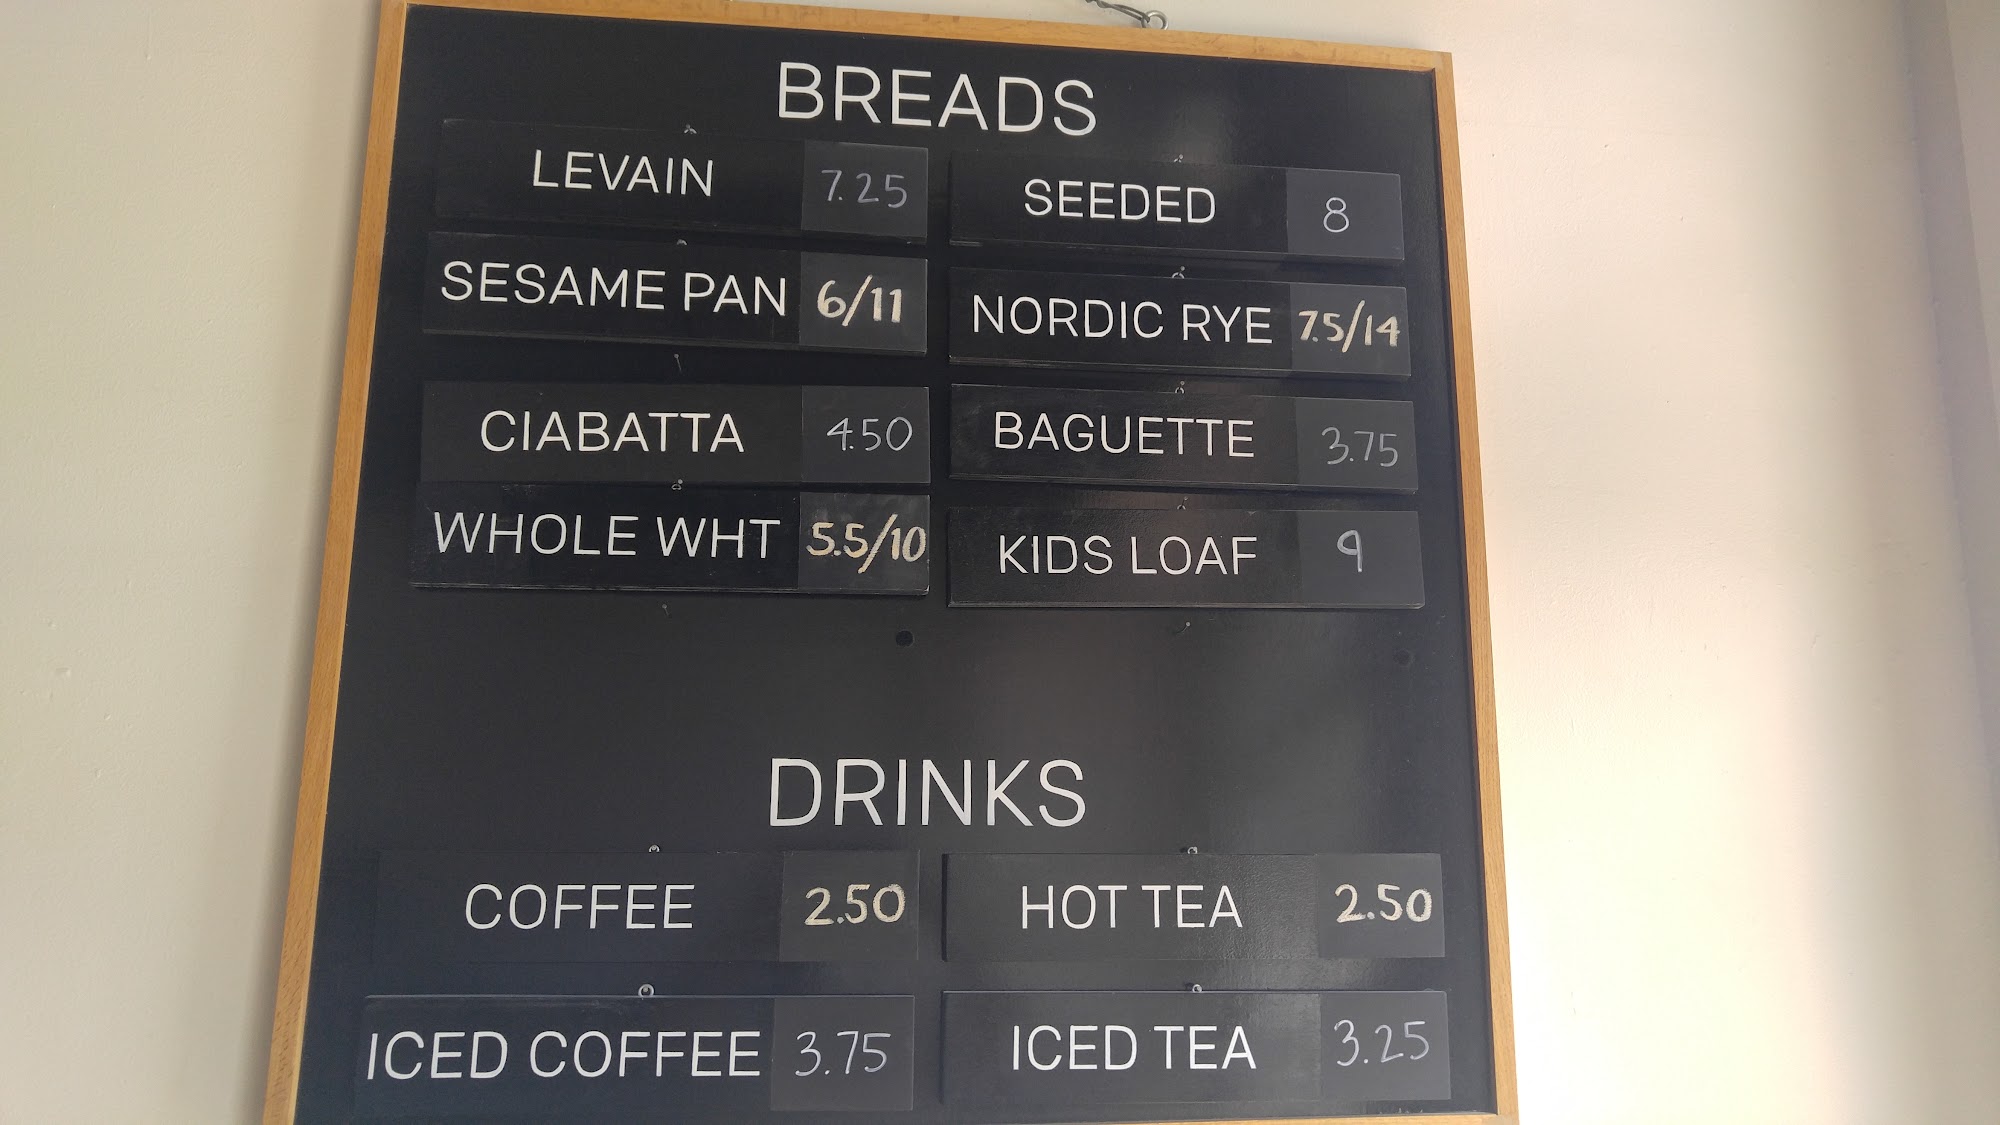 BREADS
LEVAIN 7.25
SEEDED 8
SESAME PAN 6/11
NORDIC RYE 7.5/14
CIABATTA 4.50
BAGUETTE 3.75
WHOLE WHT 5.5/10
KIDS LOAF 9
DRINKS
COFFEE 2.50
HOT TEA 2.50
ICED COFFEE 3.75
ICED TEA 3.25